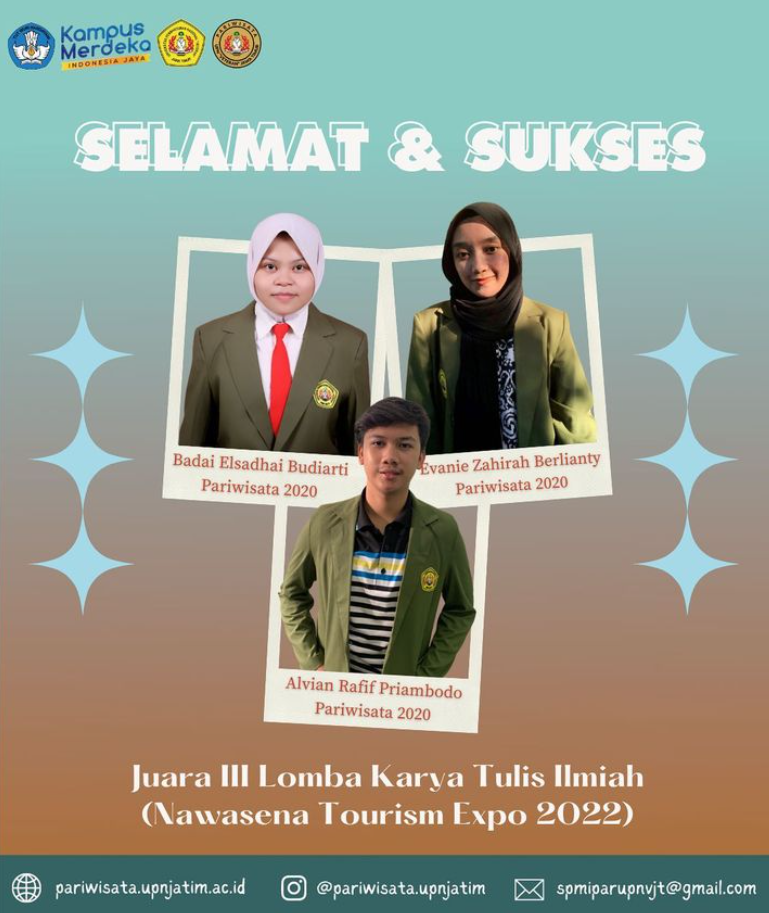 Kampus
Merdeka
INDONESIA JAYA
SELAMAT & SUKSES
Badai Elsadhai Budiarti
Pariwisata 2020
Evanie Zahirah Berlianty
Pariwisata 2020
Alvian Rafif Priambodo
Pariwisata 2020
Juara III Lomba Karya Tulis Ilmiah
(Nawasena Tourism Expo 2022)
pariwisata.upnjatim.ac.id
@pariwisata.upnjatim
spmiparupnvjt@gmail.com